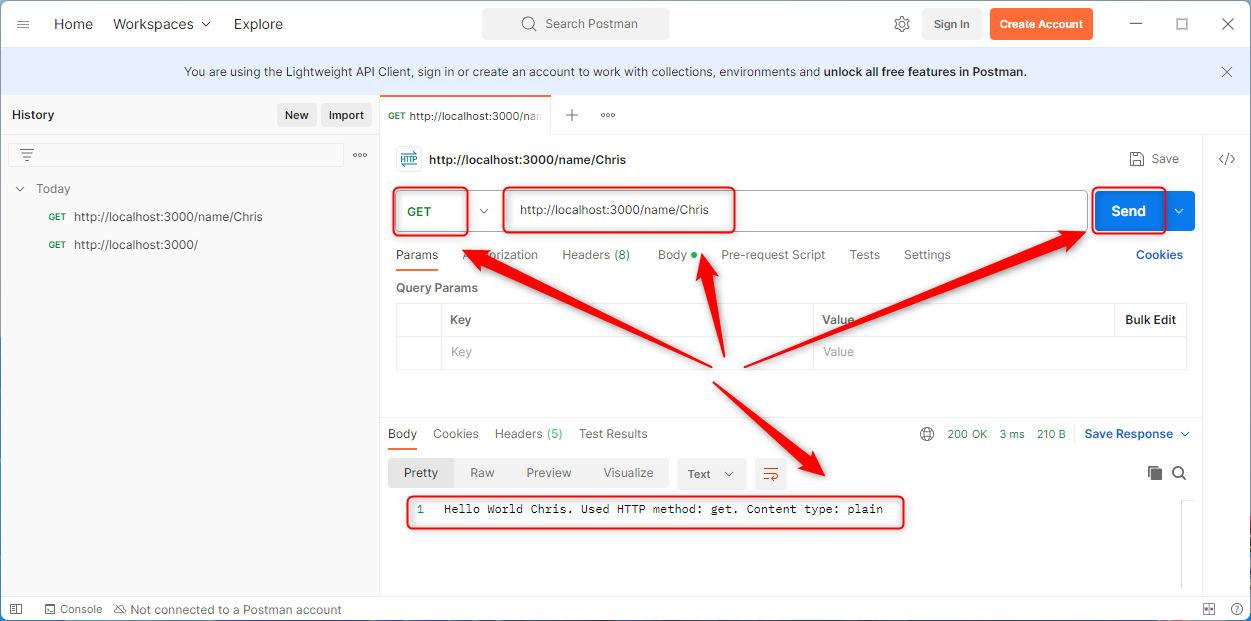 Home Workspaces Explore Search Postman Sign In Create Account
You are using the Lightweight API Client, sign in or create an account to work with collections, environments and unlock all free features in Postman.
History New Import
GET http://localhost:3000/nam
HTTP http://localhost:3000/name/Chris Save </>
Today
GET http://localhost:3000/name/Chris
GET http://localhost:3000/
GET http://localhost:3000/name/Chris Send
Params Headers (8) Body Pre-request Script Tests Settings Cookies
Query Params
Key Value Bulk Edit
Key Value
Body Cookies Headers (5) Test Results 200 OK 3 ms 210 B Save Response
Pretty Raw Preview Visualize Text
1 Hello World Chris. Used HTTP method: get. Content type: plain
Console Not connected to a Postman account